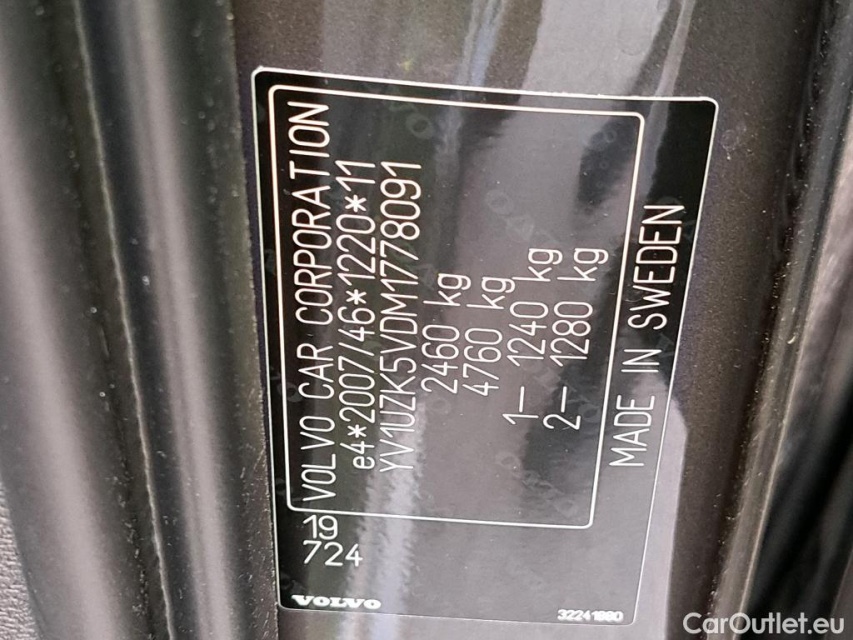 VOLVO CAR CORPORATION
e4*2007/46*1220*11
YV1UZK5VDM1778091
2460 kg
4760 kg
1– 1240 kg
2– 1280 kg
MADE IN SWEDEN
19
724
VOLVO
32241990
CarOutlet.eu